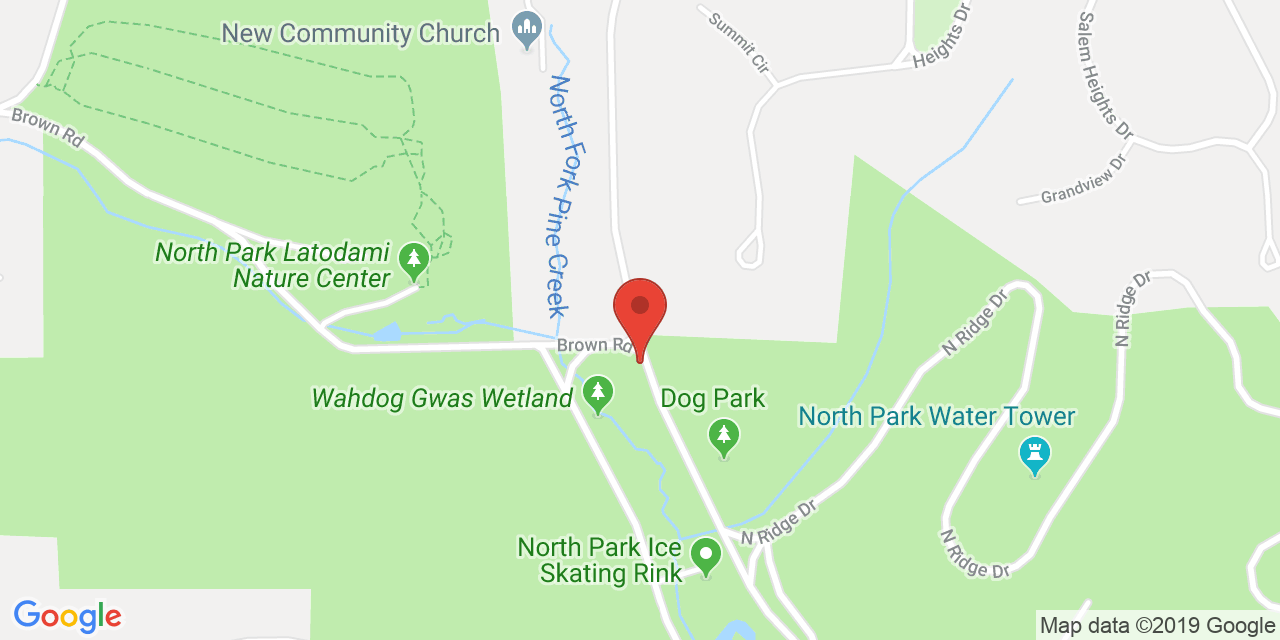 New Community Church
Summit Cir
Heights Dr
Salem Heights Dr
Brown Rd
North Fork Pine Creek
Grandview Dr
North Park Latodami
Nature Center
N Ridge Dr
N Ridge Dr
Brown Rd
Wahdog Gwas Wetland
Dog Park
North Park Water Tower
N Ridge Dr
N Ridge Dr
North Park Ice
Skating Rink
Google
Map data ©2019 Google